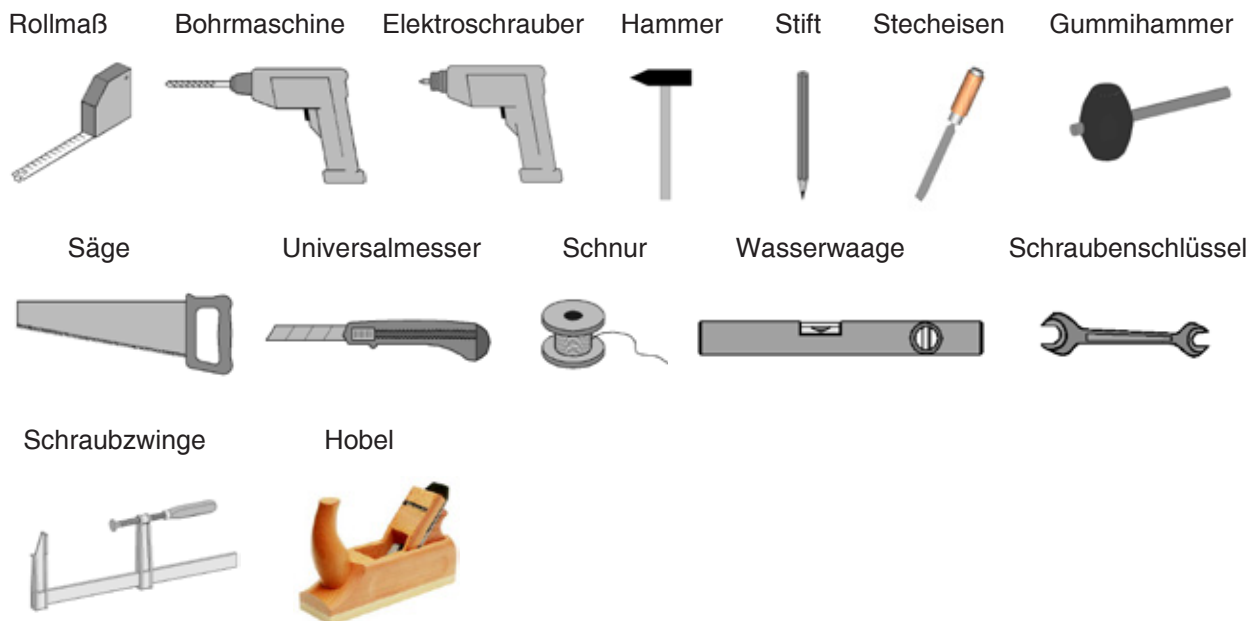 Rollmaß Bohrmaschine Elektroschrauber Hammer Stift Stecheisen Gummihammer
Säge Universalmesser Schnur Wasserwaage Schraubenschlüssel
Schraubzwinge Hobel